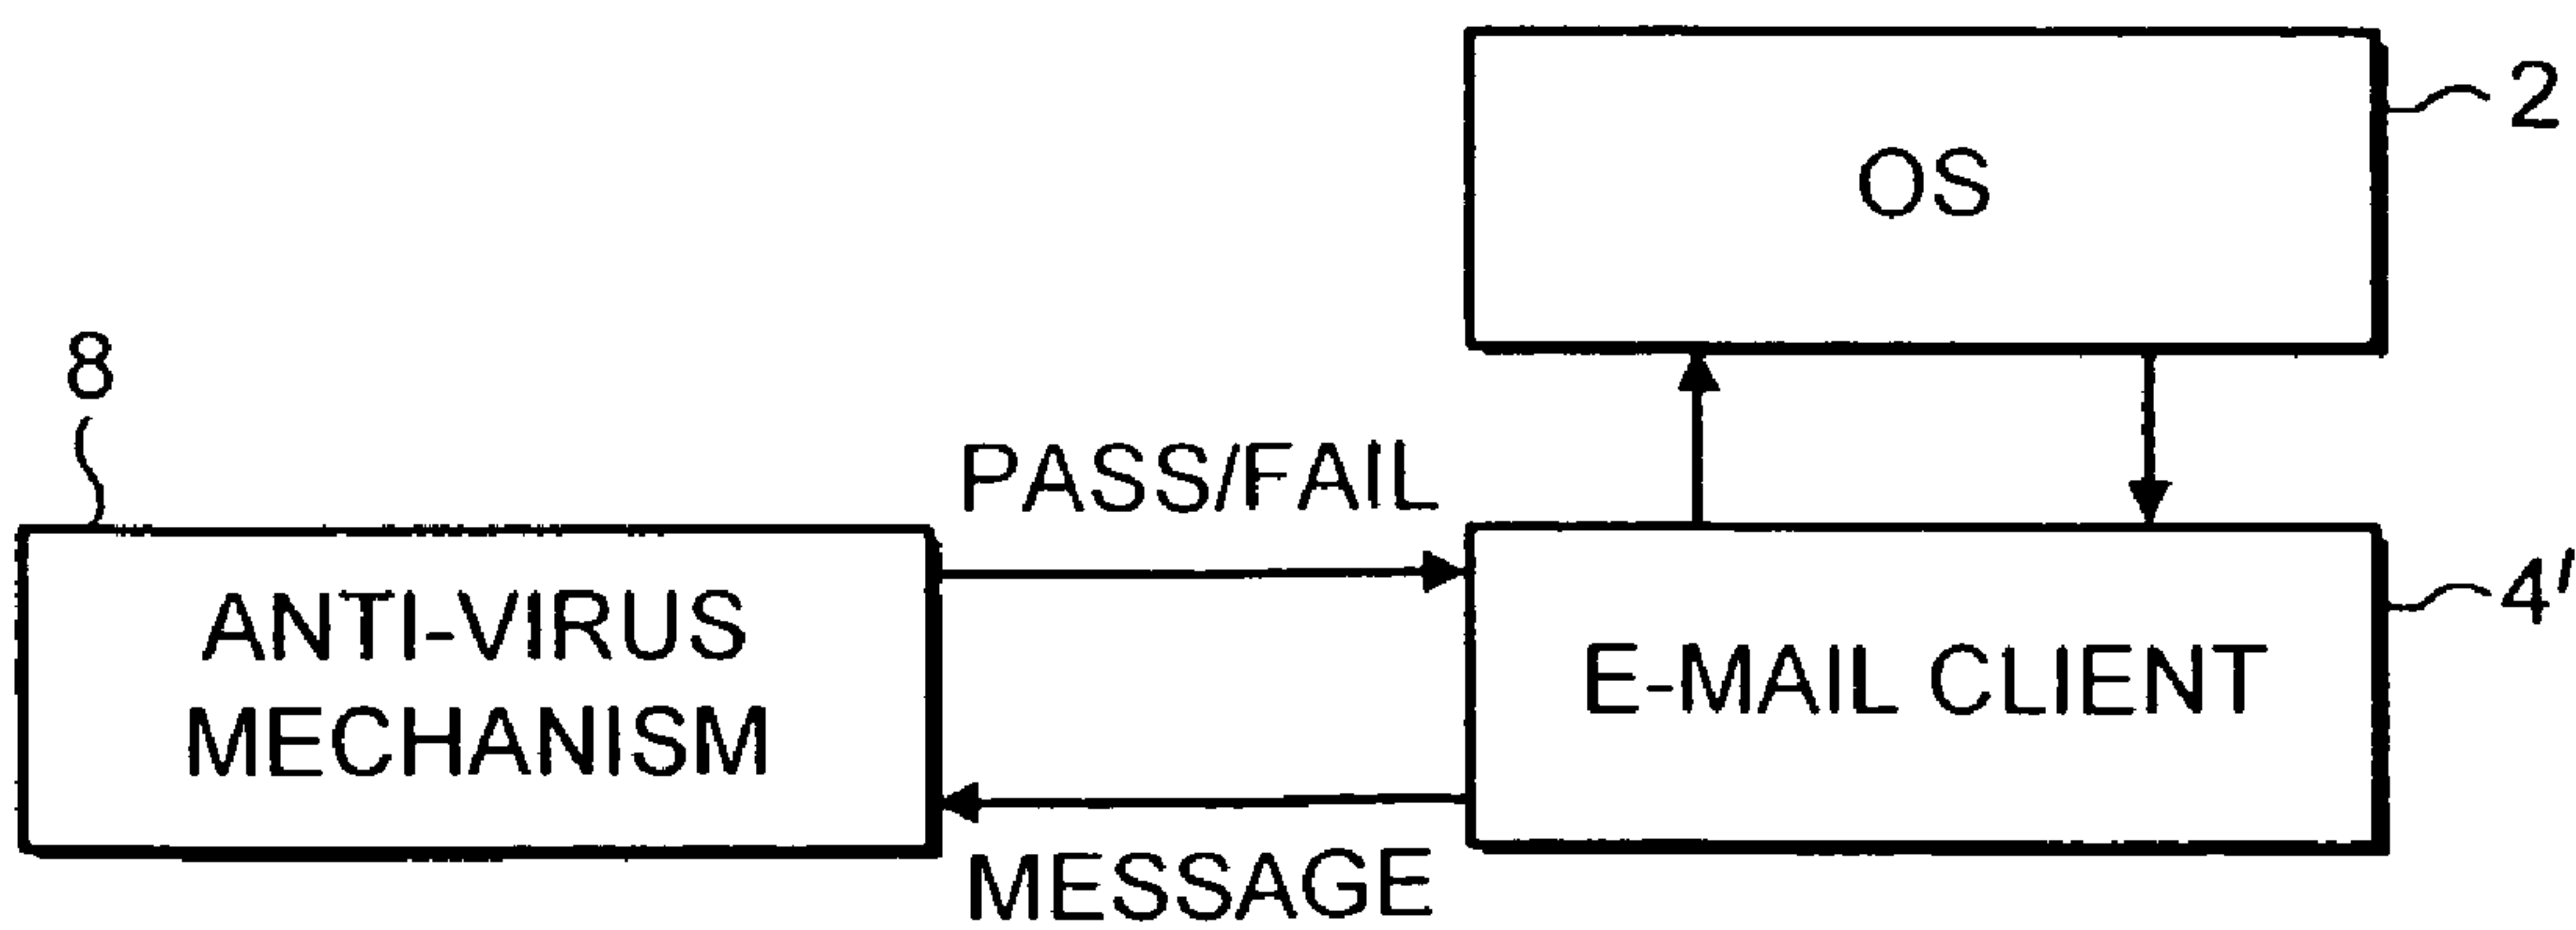 2
OS
8
PASS/FAIL
ANTI-VIRUS
MECHANISM
4'
E-MAIL CLIENT
MESSAGE